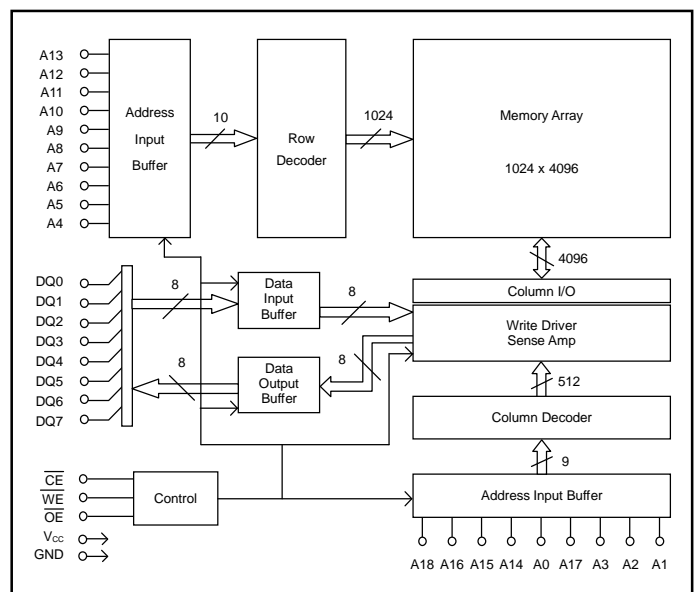 A13
A12
A11
A10
A9
A8
A7
A6
A5
A4
Address
Input
Buffer
10
Row
Decoder
1024
Memory Array
1024 x 4096
4096
DQ0
DQ1
DQ2
DQ3
DQ4
DQ5
DQ6
DQ7
8
Data
Input
Buffer
8
Column I/O
Write Driver
Sense Amp
8
Data
Output
Buffer
8
512
Column Decoder
9
CE
WE
OE
Control
Address Input Buffer
VCC
GND
A18 A16 A15 A14 A0 A17 A3 A2 A1